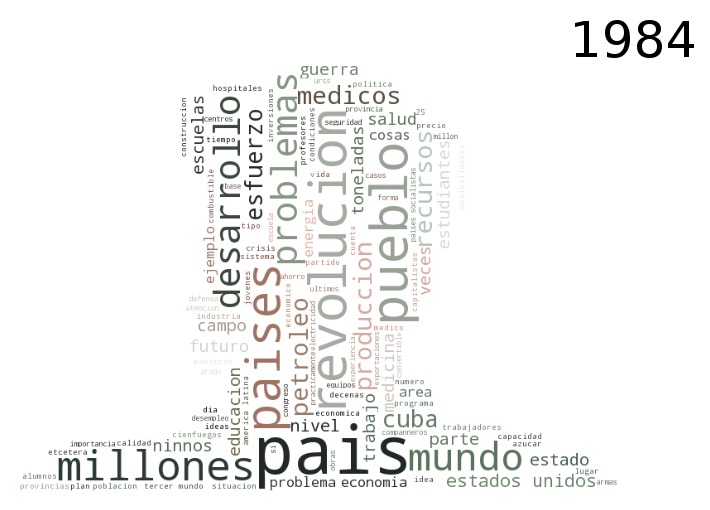 1984
guerra
urss
politica
hospitales
medicos
provincia
construccion
escuelas
centros
desarrollo
esfuerzo
inversiones
problemas
profesores
condiciones
seguridad
revolucion
salud
25
cosas
precio
millon
tiempo
toneladas
pueblo
recursos
estudiantes
posibilidades
vida
casos
forma
paises socialistas
base
combustible
tipo
escuela
energia
cuenta
ejemplo
crisis
sistema
partido
produccion
veces
capitalistas
jovenes
paises
ahorro
ultimos
economico
defensa
atencion
industria
campo
petroleo
practicamente
electricidad
medico
futuro
maestros
grado
experiencia
exportaciones
convertible
medicina
educacion
america latina
congreso
equipos
decenas
trabajo
numero
area
programa
dia
desempleo
ideas
economica
nivel
cuba
companneros
trabajadores
cienfuegos
importancia
calidad
ninnos
etcetera
si
pais
obras
parte
capacidad
azucar
millones
mundo
estado
lugar
alumnos
provincias
plan
poblacion
tercer mundo
situacion
problema
economia
idea
estados unidos
armas